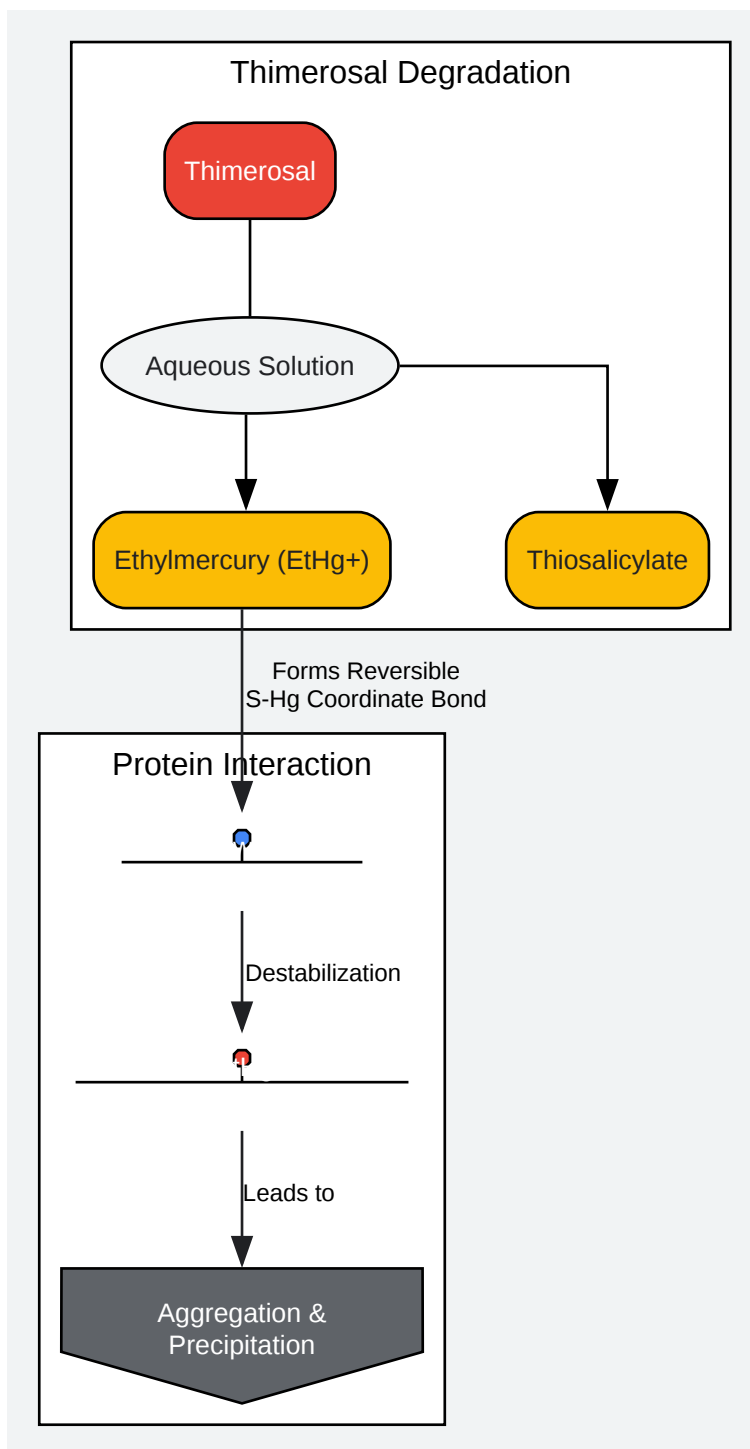 Thimerosal Degradation
Thimerosal
Aqueous Solution
Ethylmercury (EtHg+)
Thiosalicylate
Forms Reversible
S-Hg Coordinate Bond
Protein Interaction
Destabilization
Leads to
Aggregation &
Precipitation